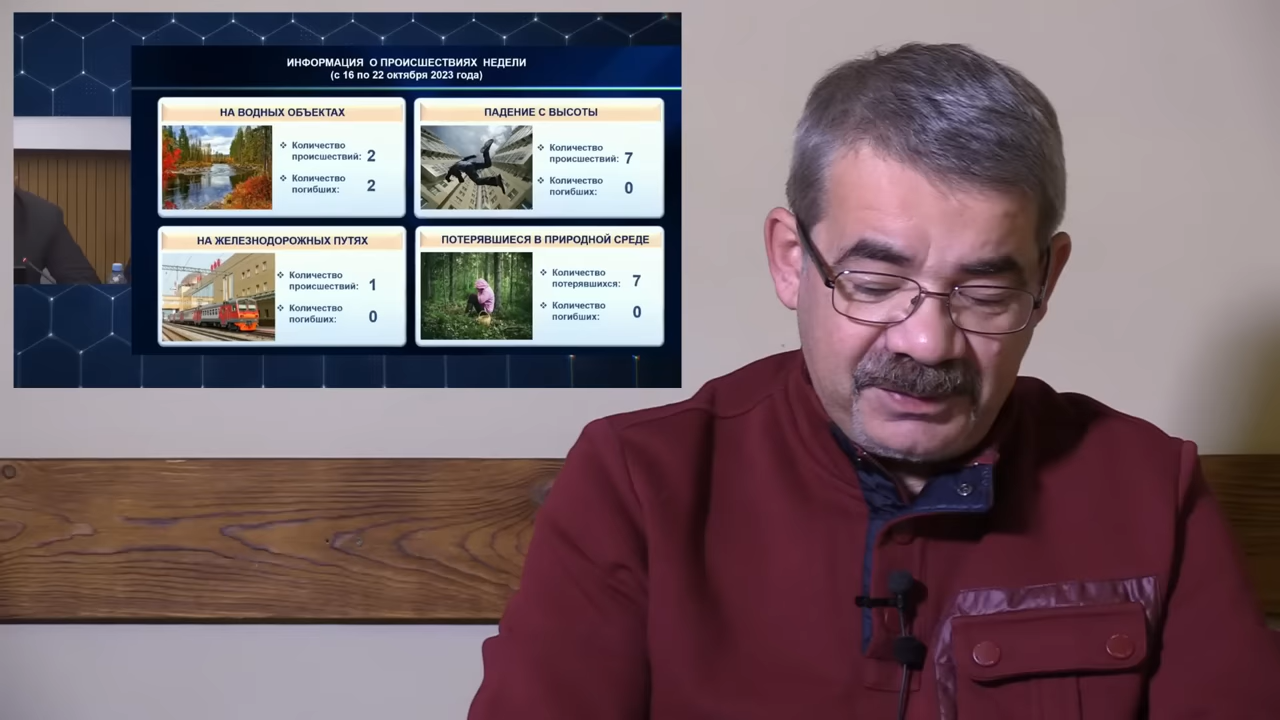 ИНФОРМАЦИЯ О ПРОИСШЕСТВИЯХ НЕДЕЛИ
(с 16 по 22 октября 2023 года)
НА ВОДНЫХ ОБЪЕКТАХ
❖ Количество
происшествий: 2
❖ Количество
погибших: 2
ПАДЕНИЕ С ВЫСОТЫ
❖ Количество
происшествий: 7
❖ Количество
погибших: 0
НА ЖЕЛЕЗНОДОРОЖНЫХ ПУТЯХ
❖ Количество
происшествий: 1
❖ Количество
погибших: 0
ПОТЕРЯВШИЕСЯ В ПРИРОДНОЙ СРЕДЕ
❖ Количество
потерявшихся: 7
❖ Количество
погибших: 0